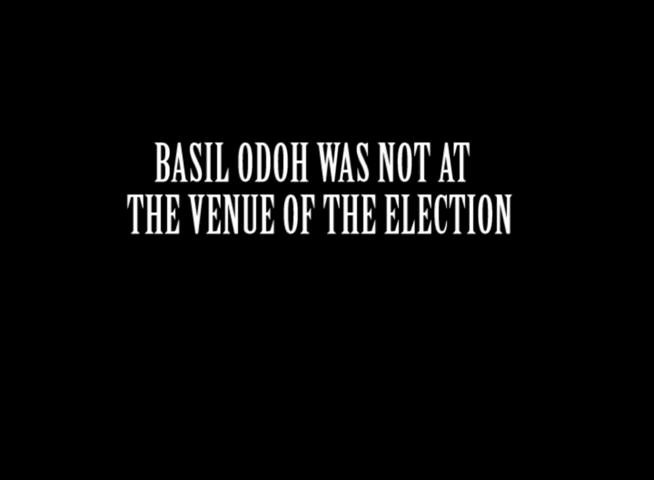 BASIL ODOH WAS NOT AT
THE VENUE OF THE ELECTION